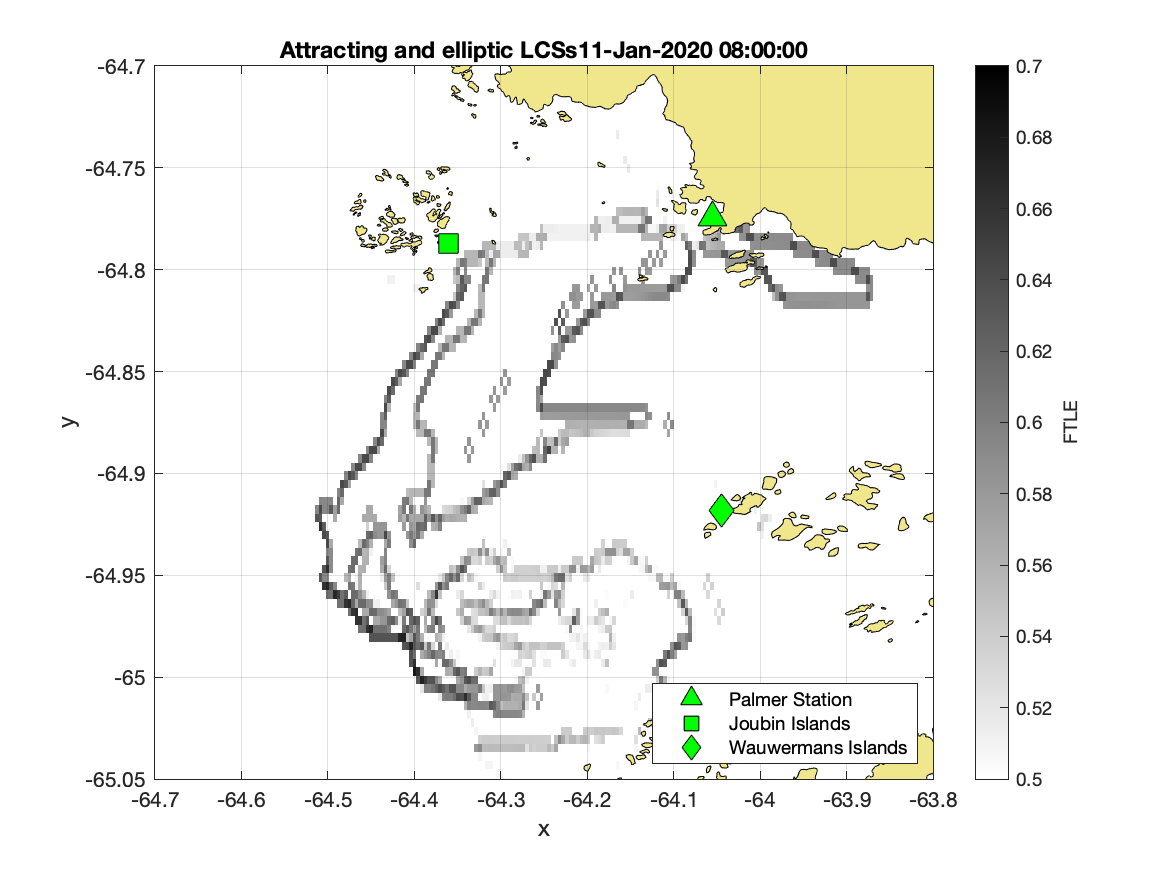 Attracting and elliptic LCSs11-Jan-2020 08:00:00
-64.7
-64.75
-64.8
-64.85
-64.9
-64.95
-65
-65.05
y
-64.7 -64.6 -64.5 -64.4 -64.3 -64.2 -64.1 -64 -63.9 -63.8
x
Palmer Station
Joubin Islands
Wauwermans Islands
0.7
0.68
0.66
0.64
0.62
0.6
0.58
0.56
0.54
0.52
0.5
FTLE